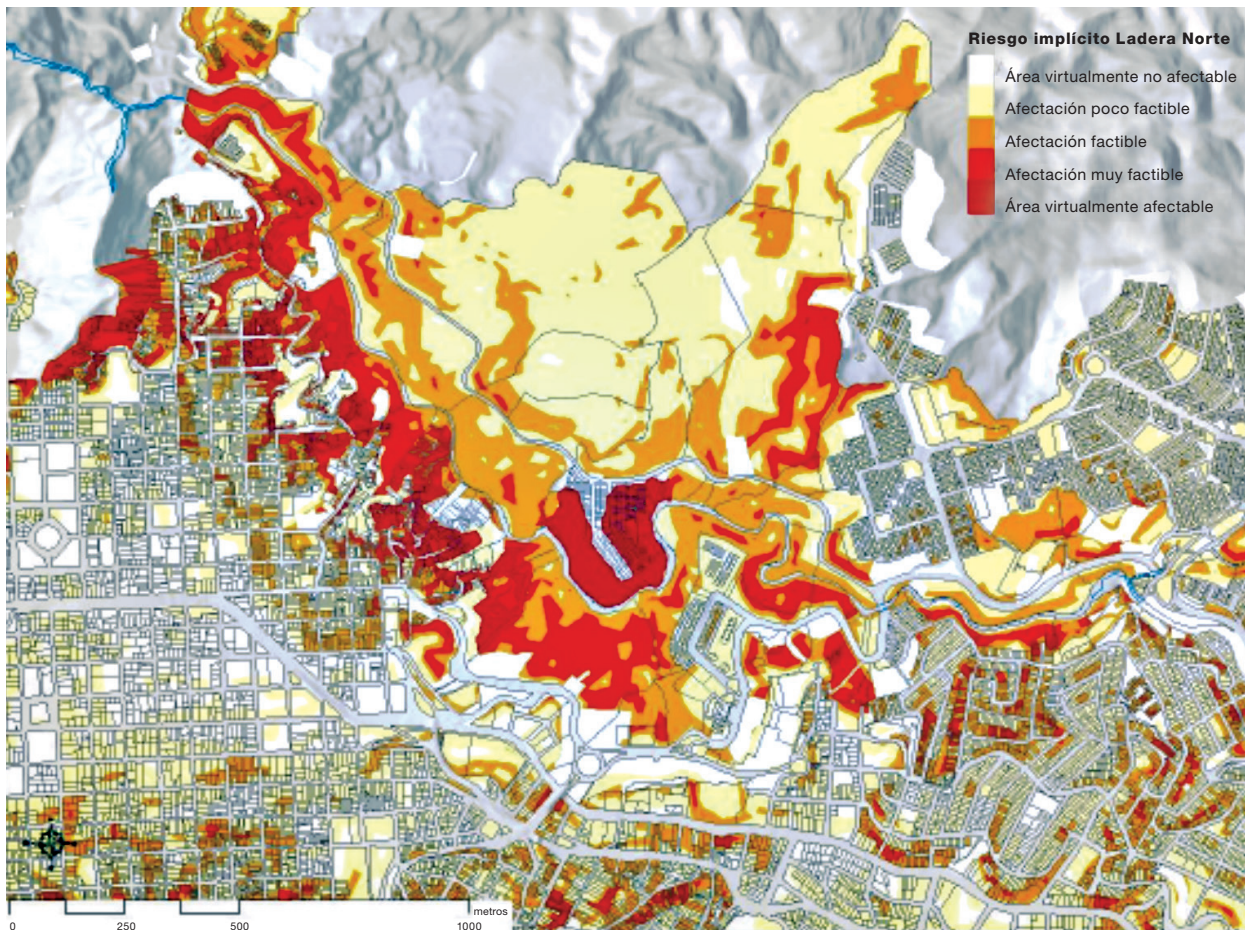 Riesgo implícito Ladera Norte
Área virtualmente no afectable
Afectación poco factible
Afectación factible
Afectación muy factible
Área virtualmente afectable
metros
0 250 500 1000